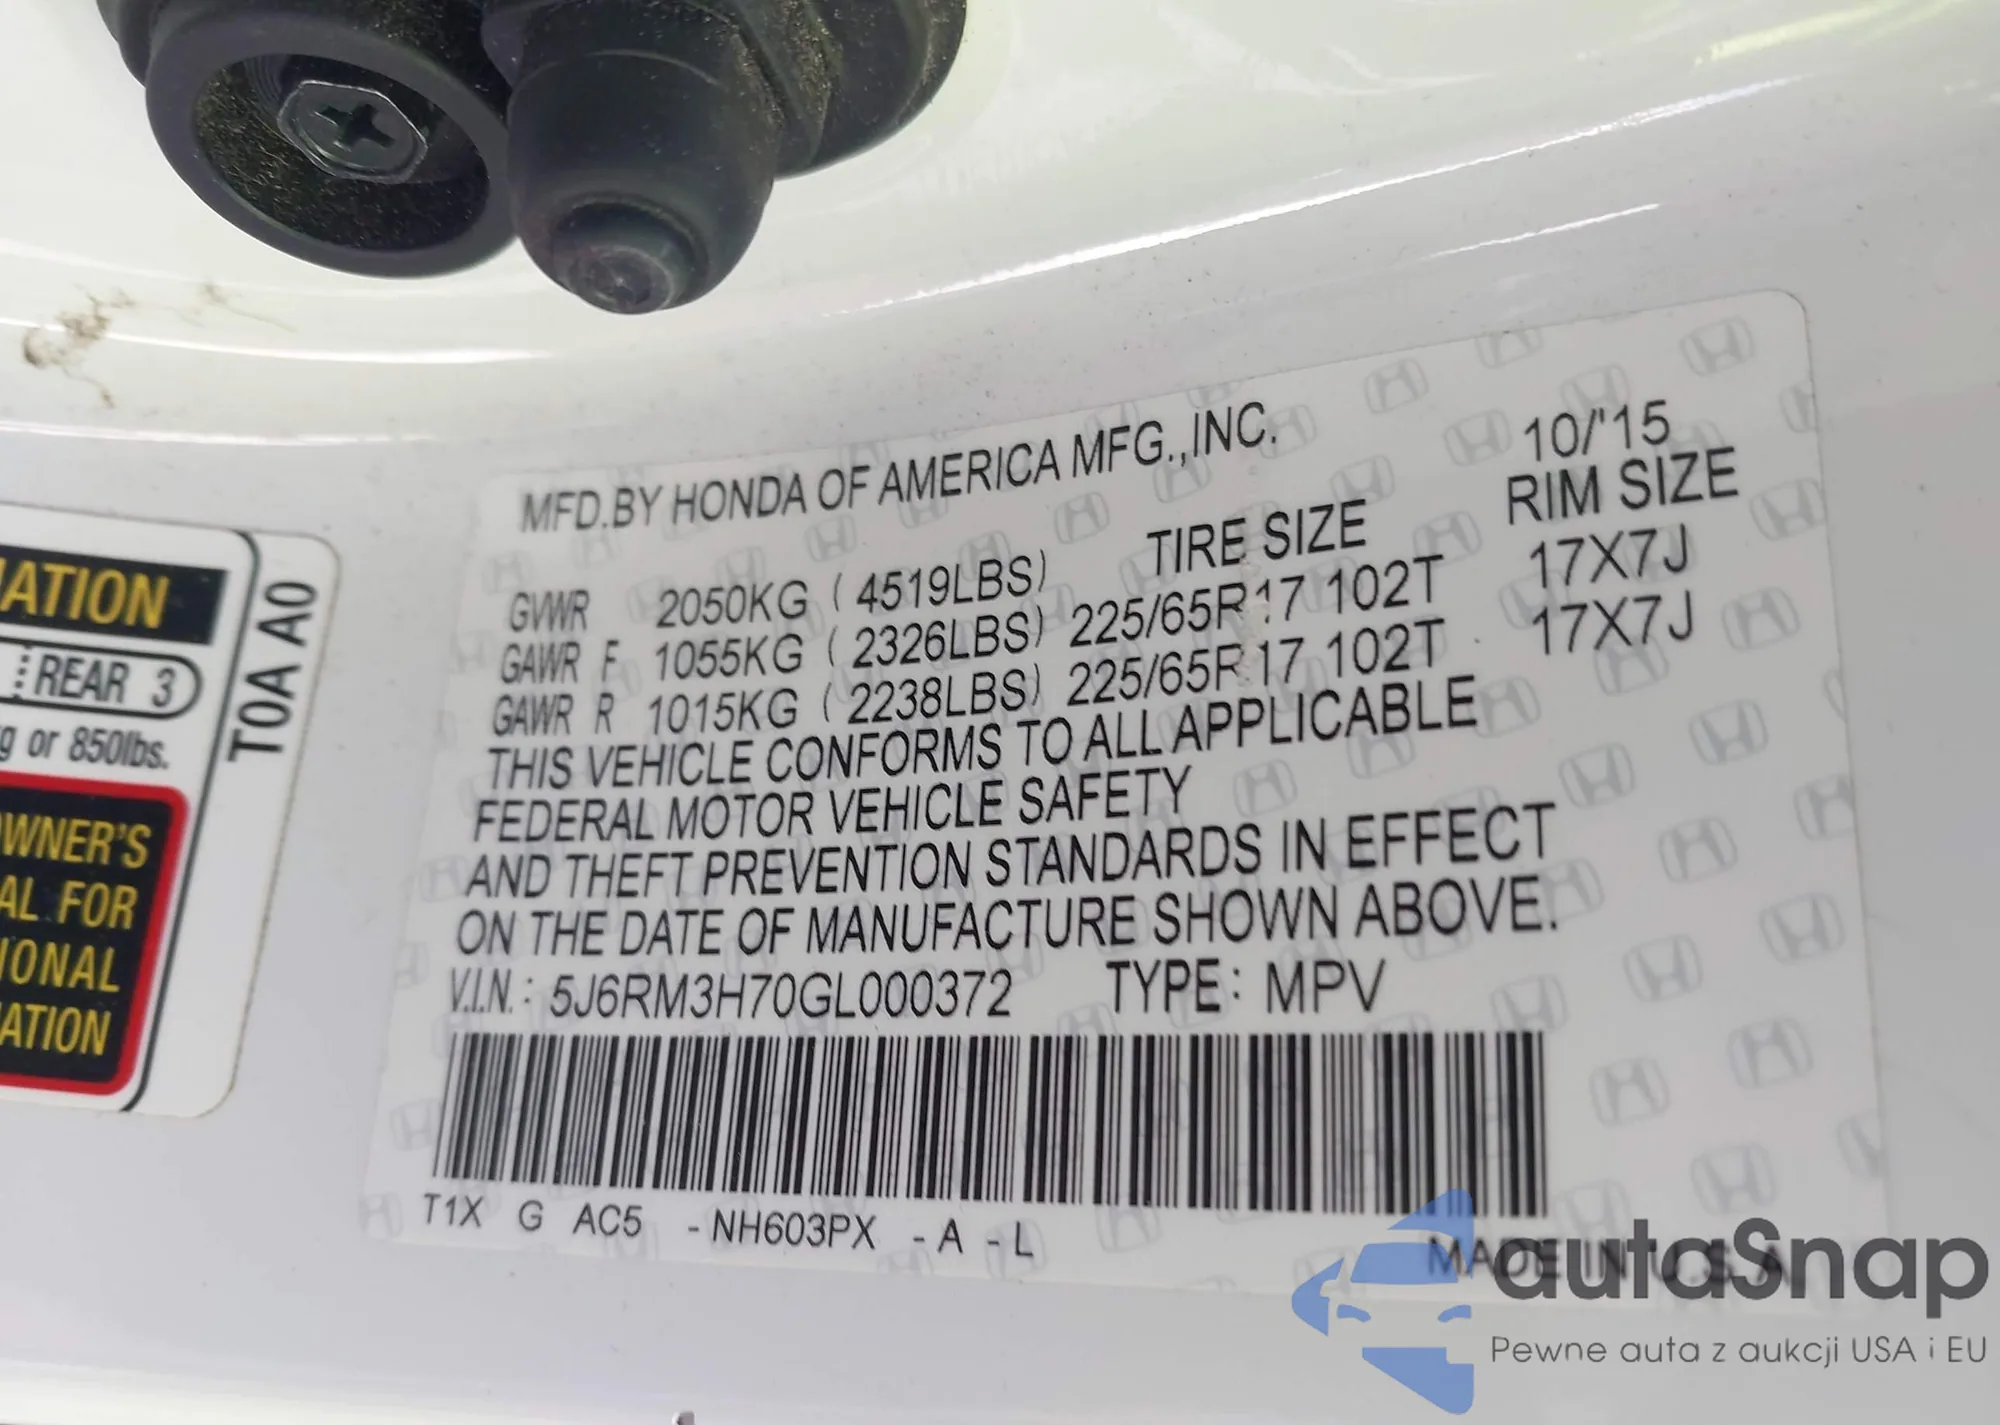 MFD.BY HONDA OF AMERICA MFG.,INC. 10/'15
TIRE SIZE RIM SIZE
GVWR 2050KG (4519LBS)
GAWR F 1055KG (2326LBS) 225/65R17 102T 17X7J
GAWR R 1015KG (2238LBS) 225/65R17 102T 17X7J
THIS VEHICLE CONFORMS TO ALL APPLICABLE
FEDERAL MOTOR VEHICLE SAFETY
AND THEFT PREVENTION STANDARDS IN EFFECT
ON THE DATE OF MANUFACTURE SHOWN ABOVE.
V.I.N.: 5J6RM3H70GL000372 TYPE: MPV
T1X G AC5 -NH603PX -A -L
MADE IN U.S.A.
MATION
REAR 3
g or 850lbs.
OWNER'S
AL FOR
IONAL
MATION
T0A A0
autaSnap
Pewne auta z aukcji USA i EU